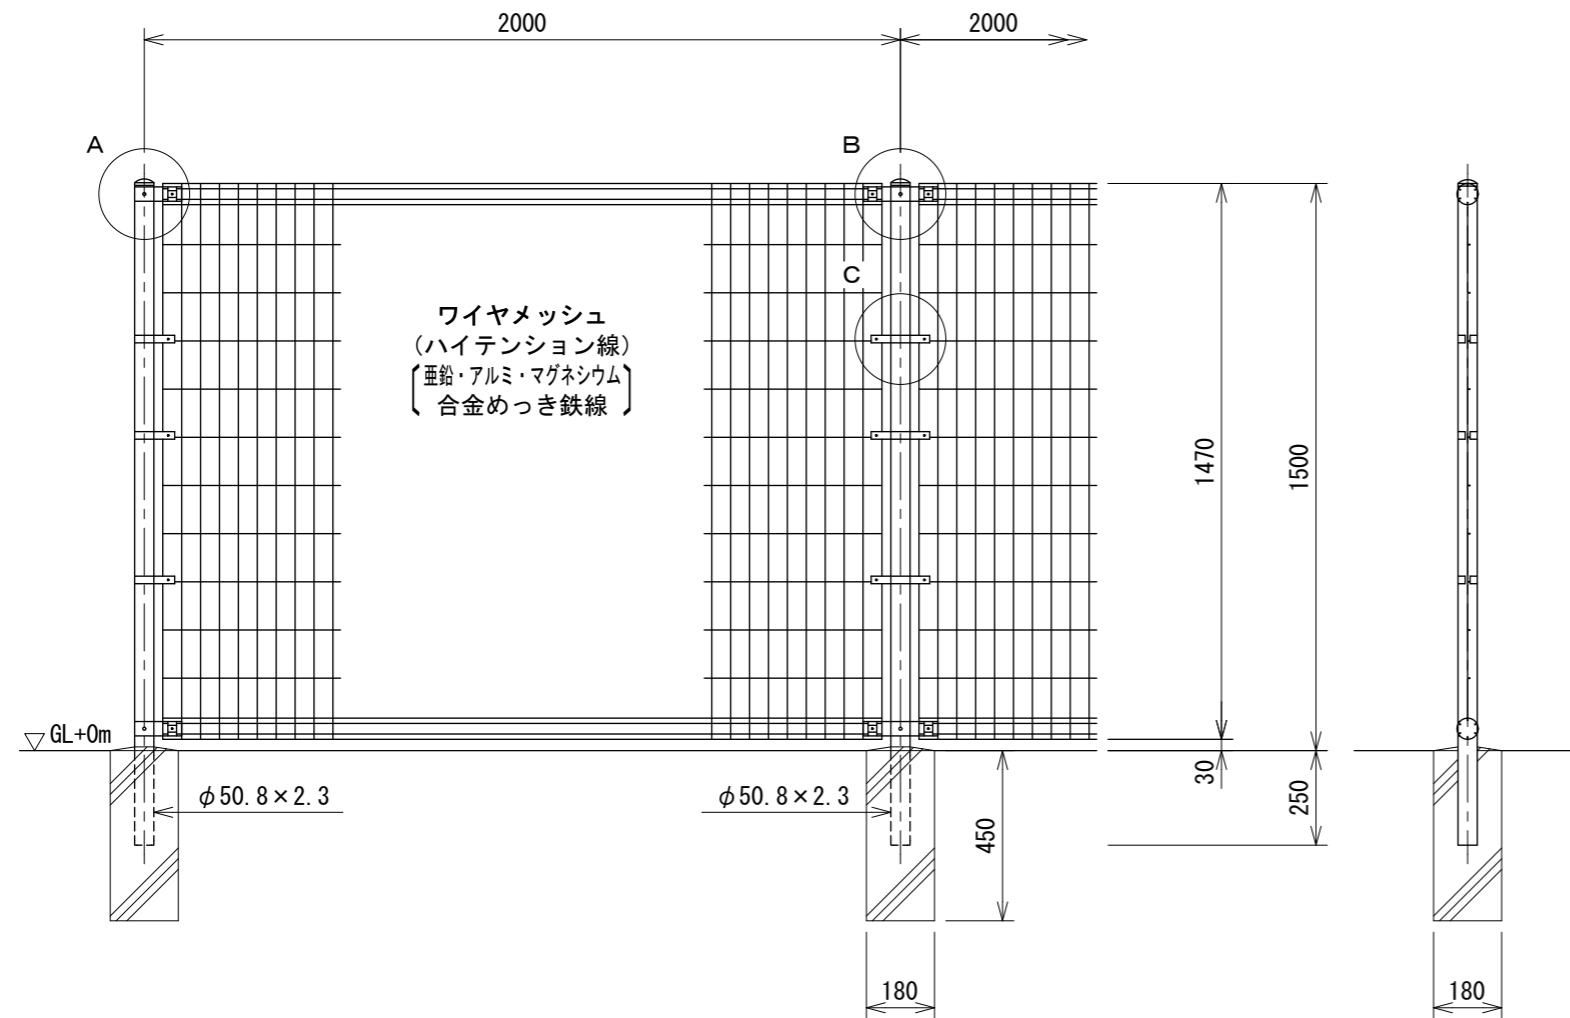 2000
2000
A
B
C
ワイヤメッシュ
(ハイテンション線)
亜鉛・アルミ・マグネシウム
合金めっき鉄線
1470
1500
GL+0m
30
250
φ50.8×2.3
φ50.8×2.3
450
180
180